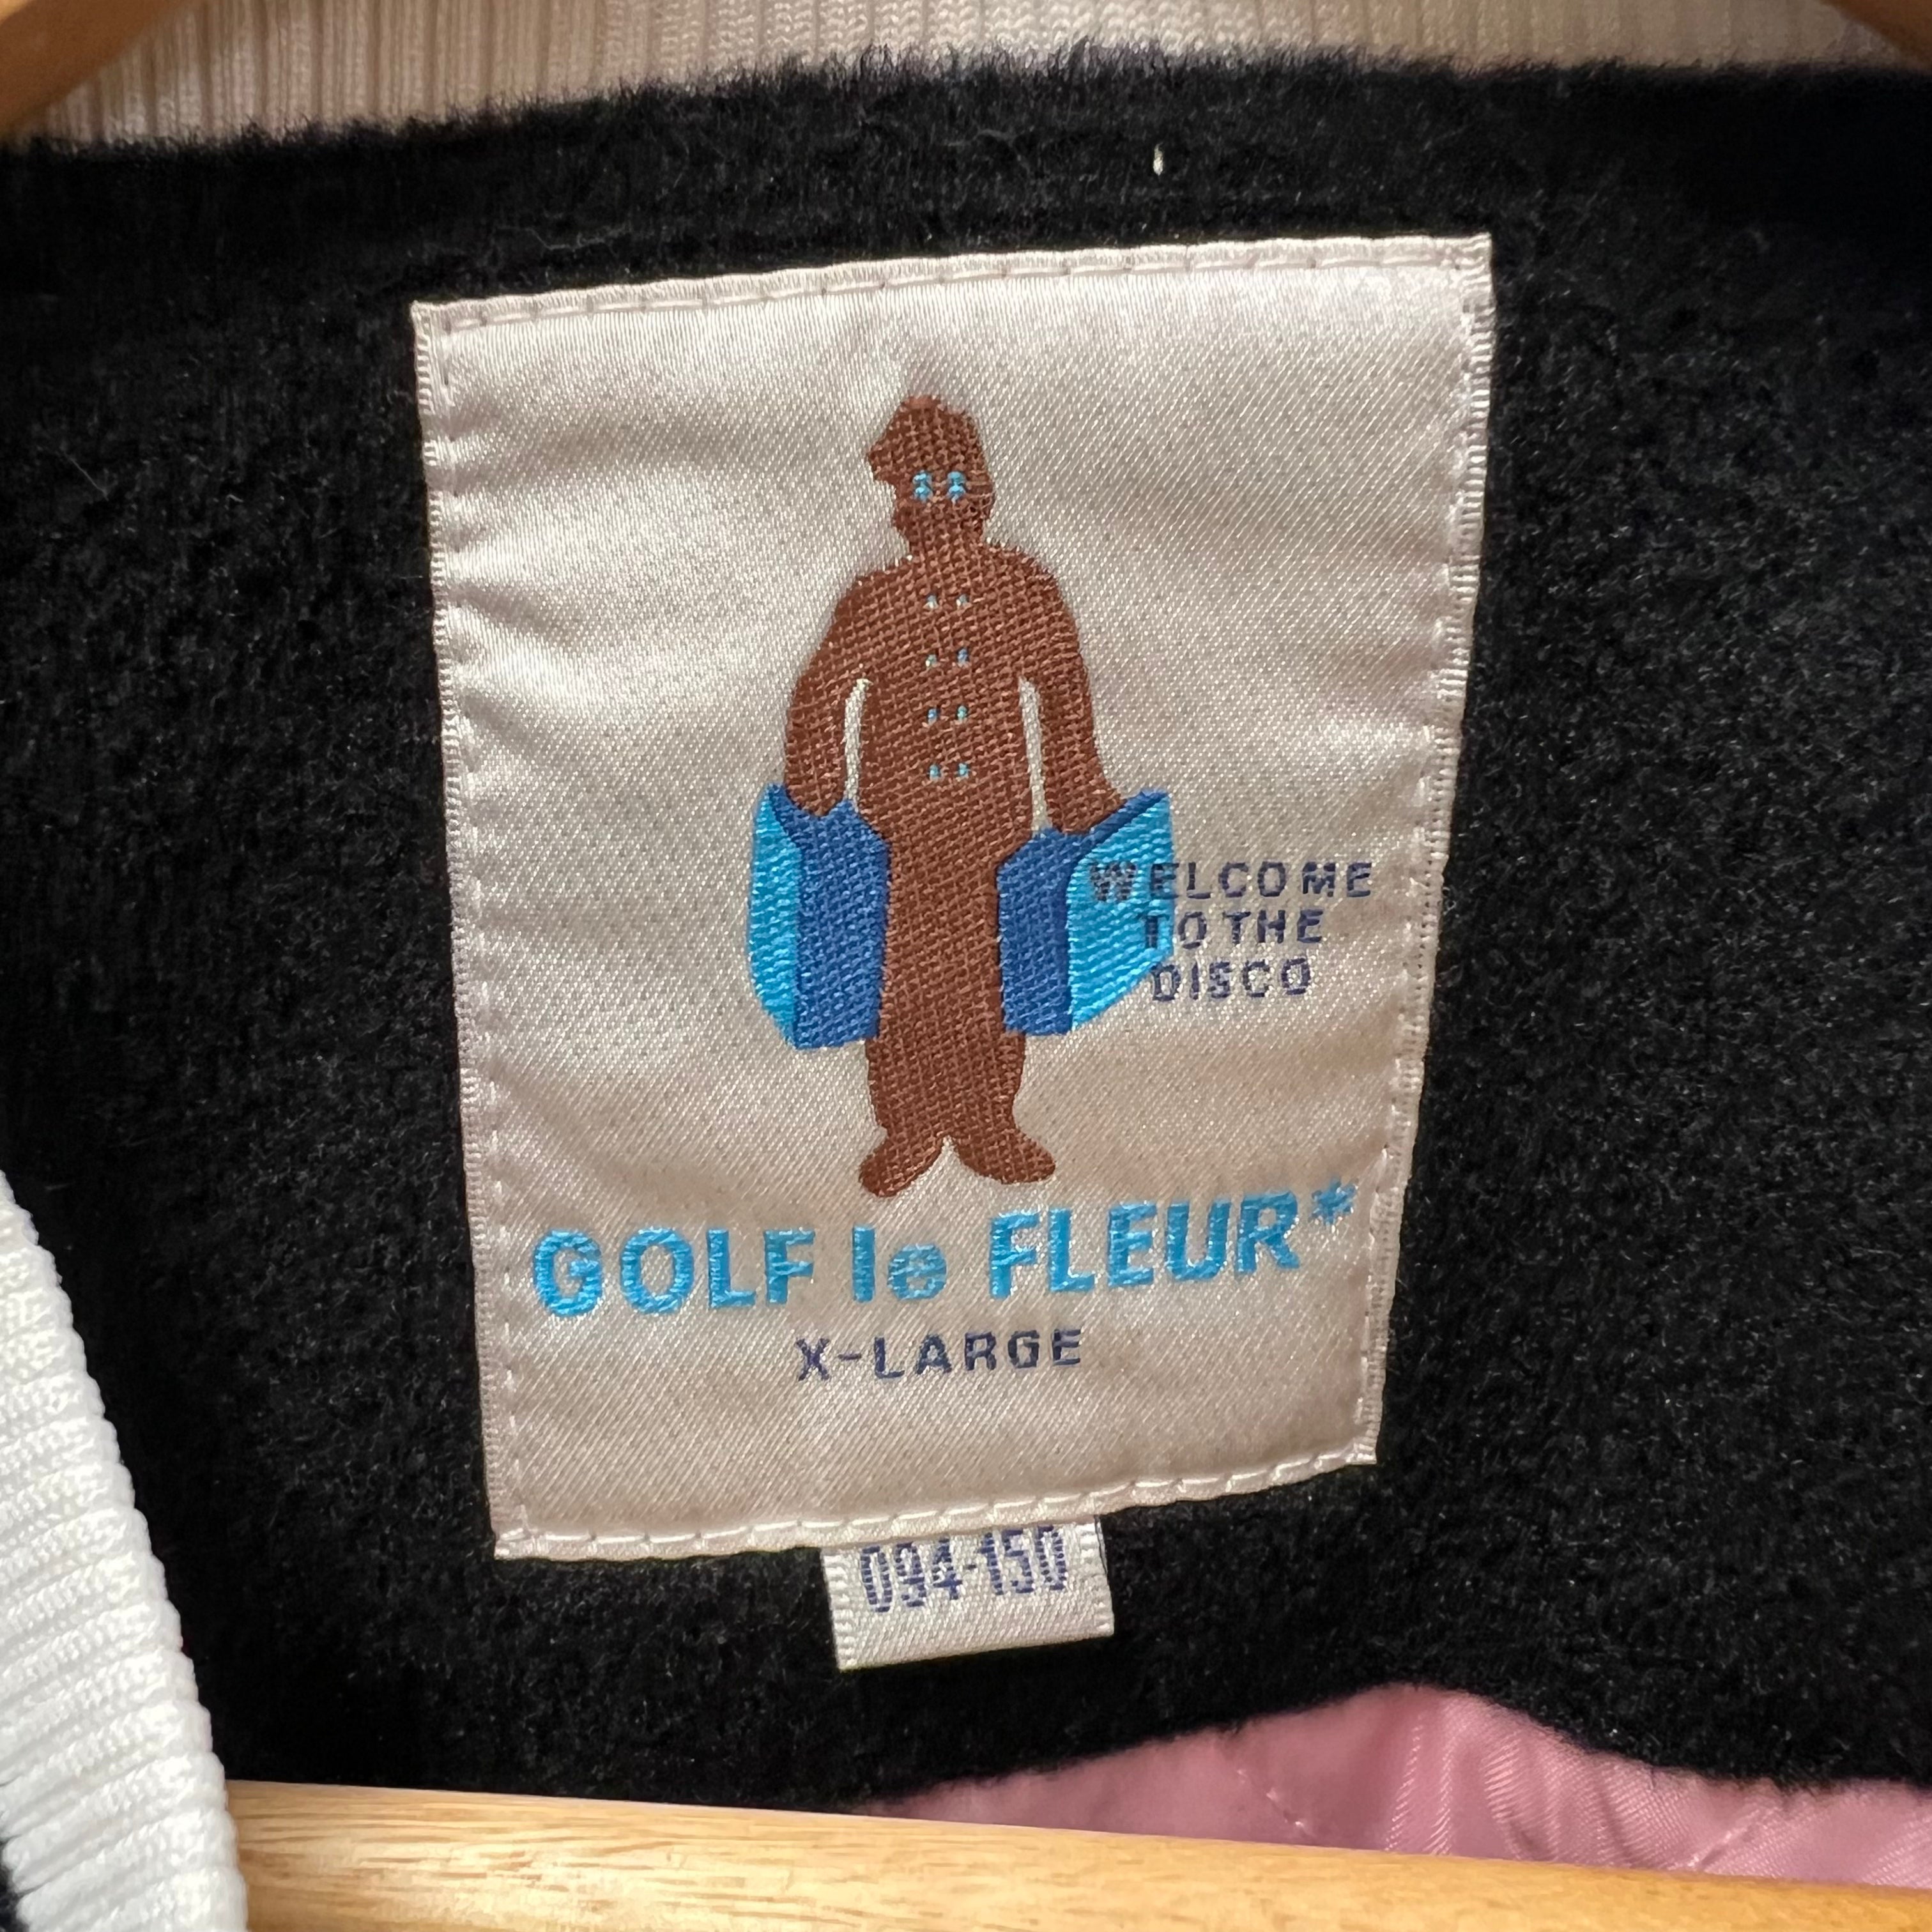 WELCOME
TO THE
DISCO
GOLF le FLEUR*
X-LARGE
094-150